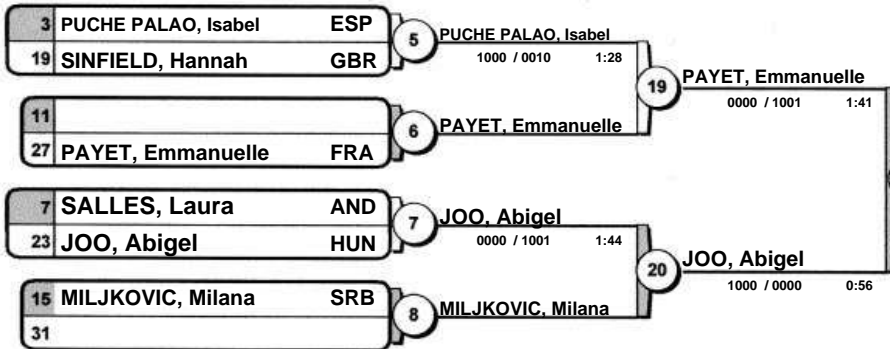 3 PUCHE PALAO, Isabel ESP
19 SINFIELD, Hannah GBR
5
PUCHE PALAO, Isabel
1000 / 0010 1:28
11
27 PAYET, Emmanuelle FRA
6
PAYET, Emmanuelle
19
PAYET, Emmanuelle
0000 / 1001 1:41
7 SALLES, Laura AND
23 JOO, Abigel HUN
7
JOO, Abigel
0000 / 1001 1:44
15 MILJKOVIC, Milana SRB
31
8
MILJKOVIC, Milana
20
JOO, Abigel
1000 / 0000 0:56